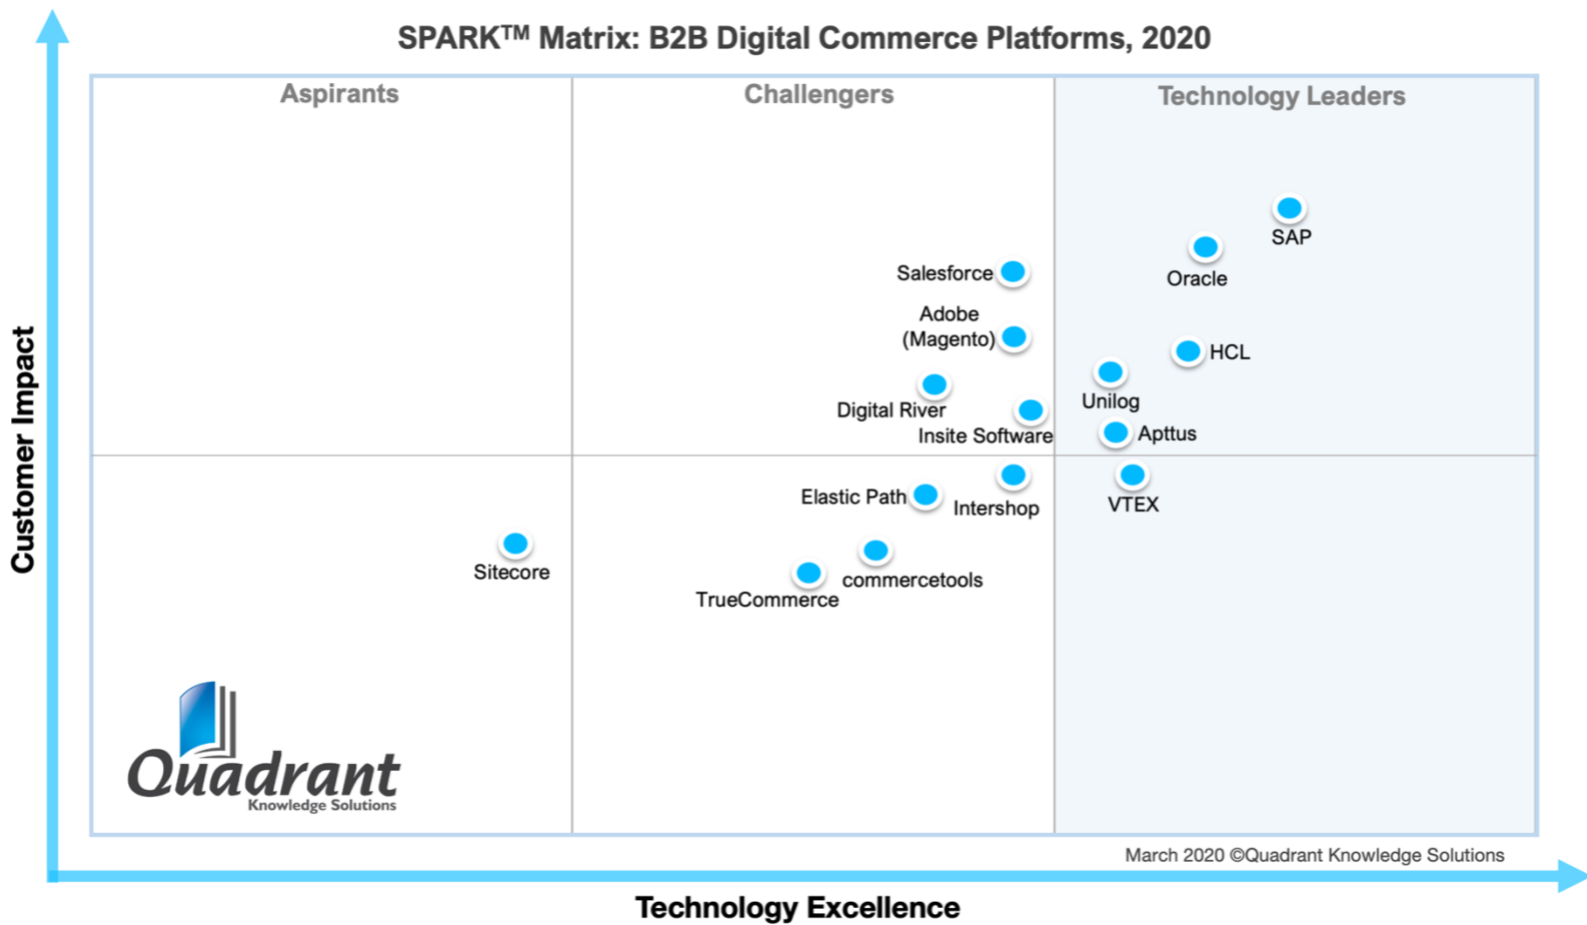 SPARK™ Matrix: B2B Digital Commerce Platforms, 2020
Aspirants
Challengers
Technology Leaders
SAP
Oracle
Salesforce
Adobe
(Magento)
HCL
Unilog
Digital River
Insite Software
Apttus
Elastic Path
Intershop
VTEX
Sitecore
commercetools
TrueCommerce
Customer Impact
Quadrant
Knowledge Solutions
March 2020 ©Quadrant Knowledge Solutions
Technology Excellence